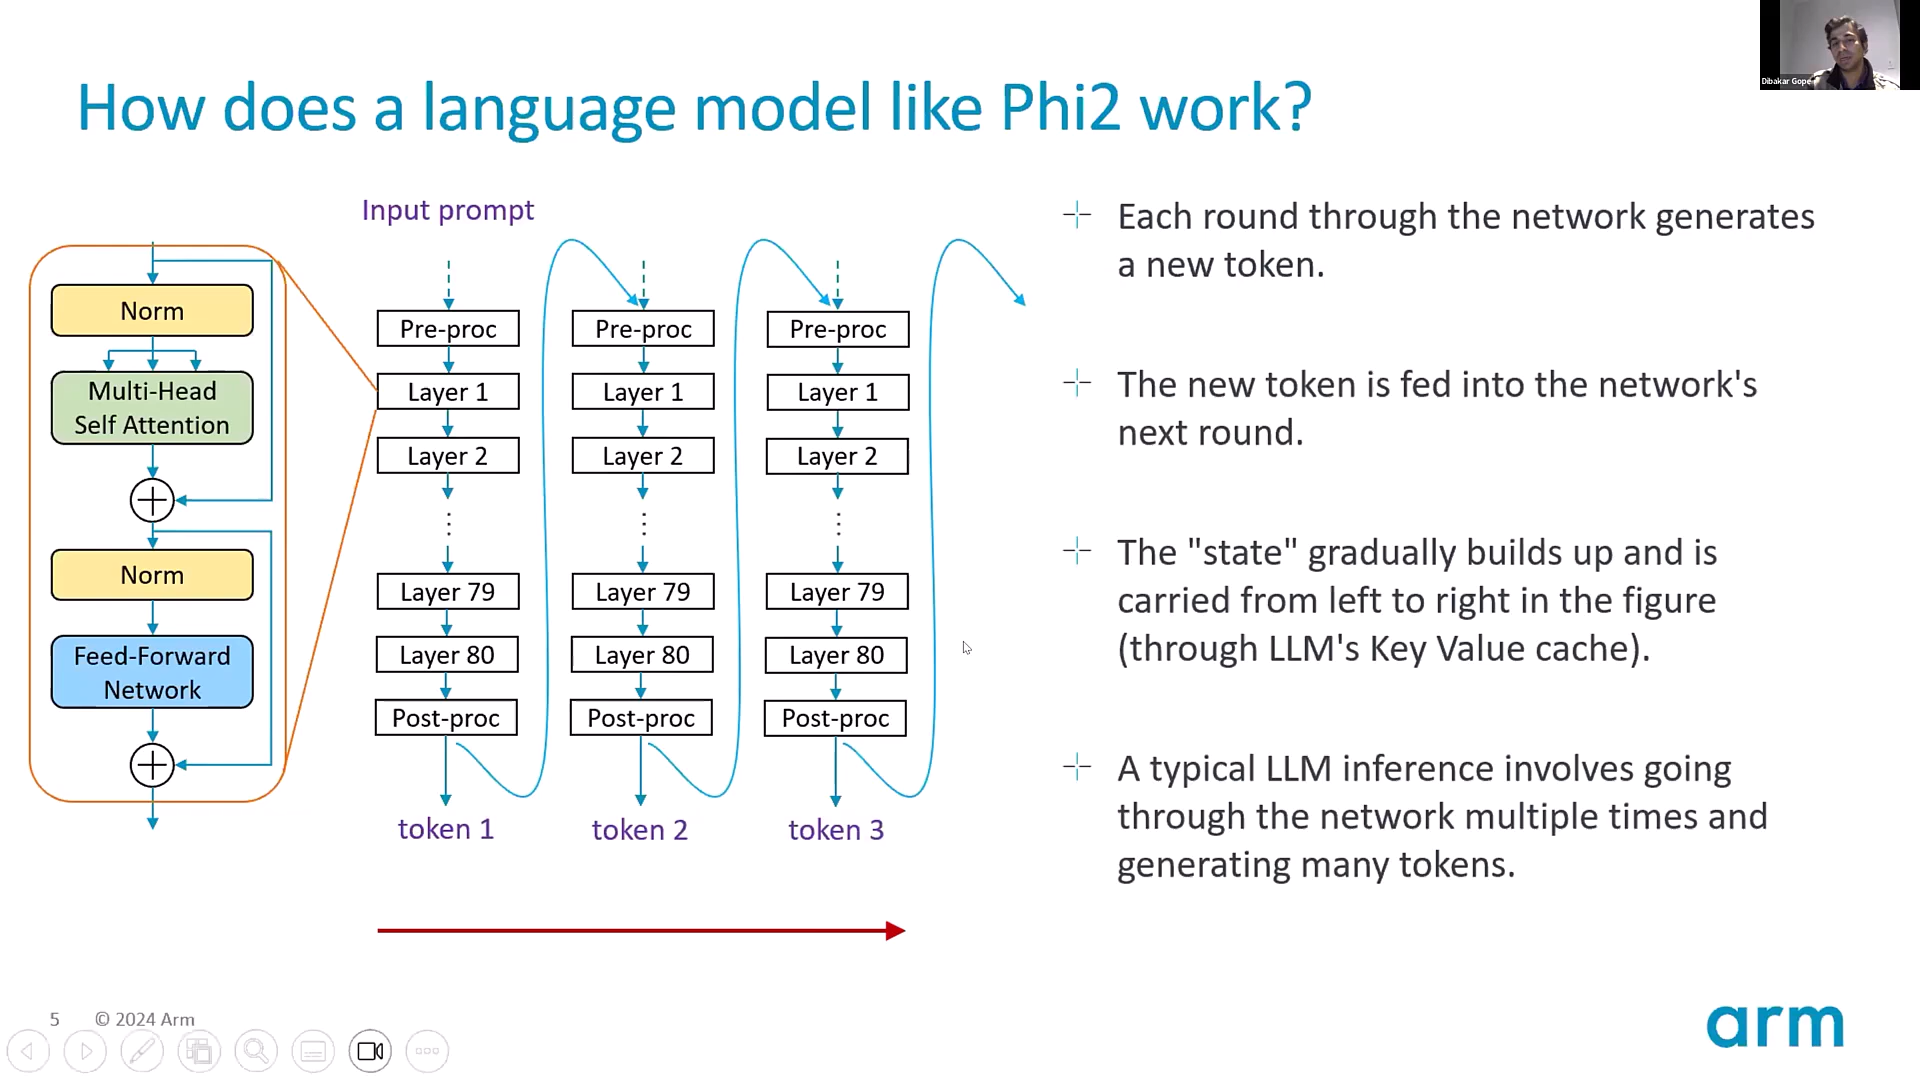 Dibakar Gope
How does a language model like Phi2 work?
Input prompt
Norm
Multi-Head
Self Attention
Norm
Feed-Forward
Network
Pre-proc
Layer 1
Layer 2
Layer 79
Layer 80
Post-proc
token 1
Pre-proc
Layer 1
Layer 2
Layer 79
Layer 80
Post-proc
token 2
Pre-proc
Layer 1
Layer 2
Layer 79
Layer 80
Post-proc
token 3
Each round through the network generates
a new token.
The new token is fed into the network's
next round.
The "state" gradually builds up and is
carried from left to right in the figure
(through LLM's Key Value cache).
A typical LLM inference involves going
through the network multiple times and
generating many tokens.
5 © 2024 Arm
arm